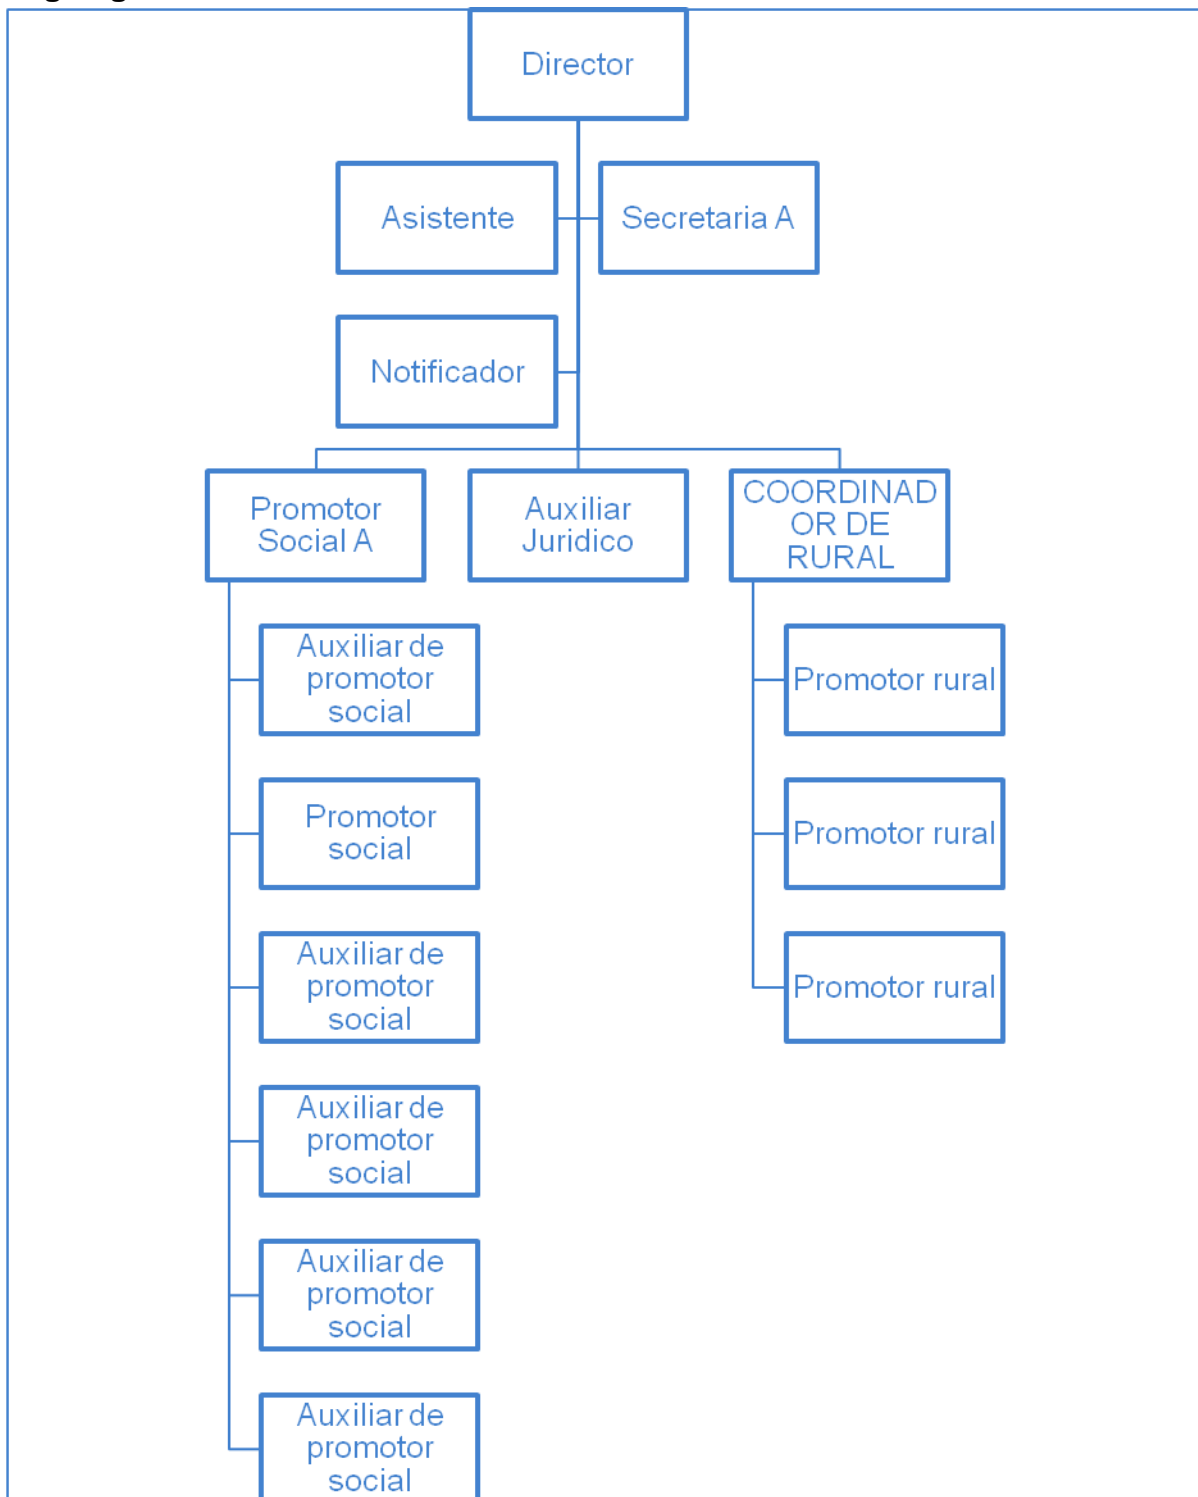 Director
Asistente
Secretaria A
Notificador
Promotor
Social A
Auxiliar
Juridico
COORDINAD
OR DE
RURAL
Auxiliar de
promotor
social
Promotor
social
Auxiliar de
promotor
social
Auxiliar de
promotor
social
Auxiliar de
promotor
social
Auxiliar de
promotor
social
Promotor rural
Promotor rural
Promotor rural